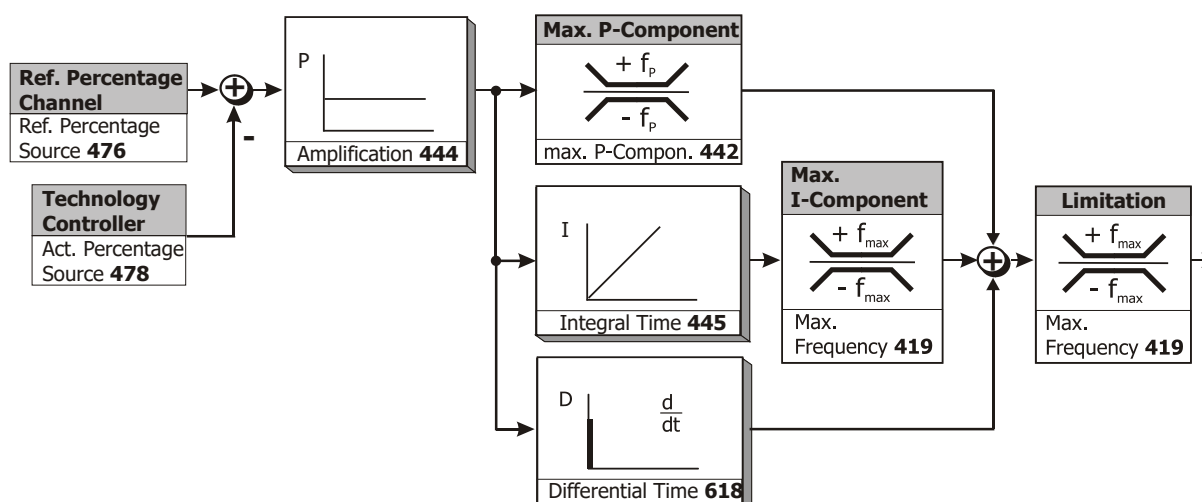 Ref. Percentage
Channel
Ref. Percentage
Source 476
Technology
Controller
Act. Percentage
Source 478
+
-
P
Amplification 444
Max. P-Component
+ fP
- fP
max. P-Compon. 442
I
Integral Time 445
D
d
dt
Differential Time 618
Max.
I-Component
+ fmax
- fmax
Max.
Frequency 419
+
Limitation
+ fmax
- fmax
Max.
Frequency 419